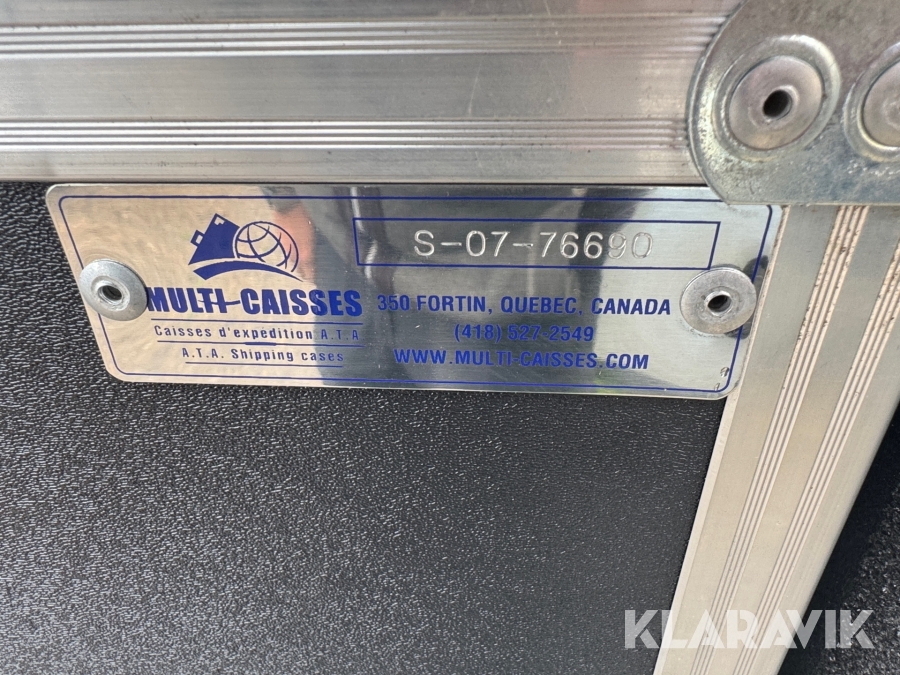 S-07-76690
MULTI-CAISSES
Caisses d'expédition A.T.A
A.T.A. Shipping cases
350 FORTIN, QUEBEC, CANADA
(418) 527-2549
WWW.MULTI-CAISSES.COM
KLARAVIK